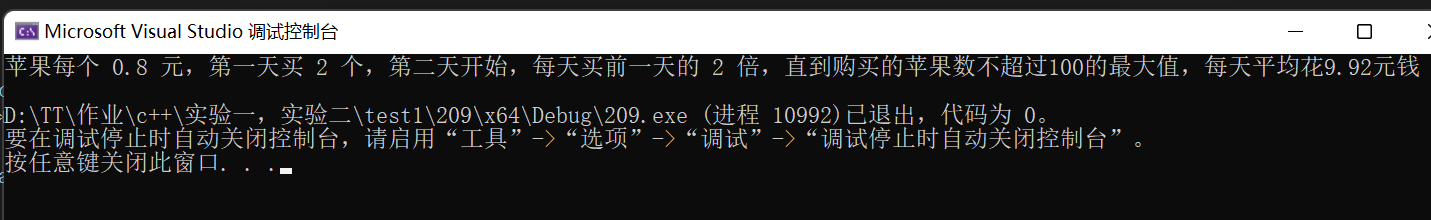 Microsoft Visual Studio 调试控制台
苹果每个 0.8 元，第一天买 2 个，第二天开始，每天买前一天的 2 倍，直到购买的苹果数不超过100的最大值，每天平均花9.92元钱
D:\TT\作业\c++\实验一，实验二\test1\209\x64\Debug\209.exe (进程 10992)已退出，代码为 0。
要在调试停止时自动关闭控制台，请启用“工具”->“选项”->“调试”->“调试停止时自动关闭控制台”。
按任意键关闭此窗口. . .